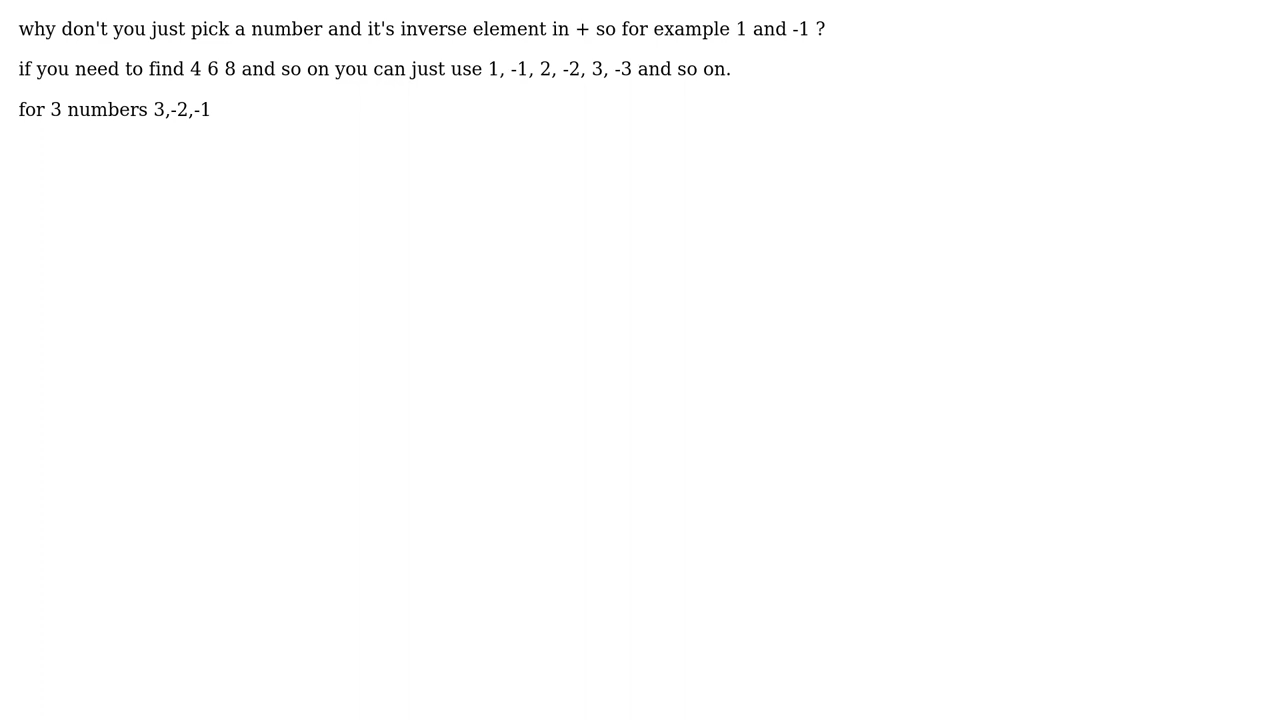 why don't you just pick a number and it's inverse element in + so for example 1 and -1 ?
if you need to find 4 6 8 and so on you can just use 1, -1, 2, -2, 3, -3 and so on.
for 3 numbers 3,-2,-1